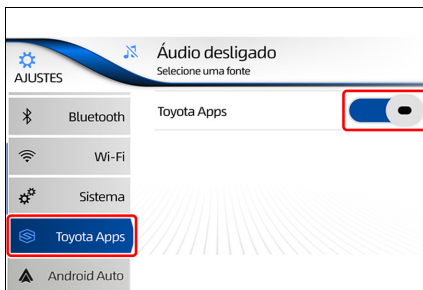 AJUSTES
Áudio desligado
Selecione uma fonte
Bluetooth
Toyota Apps
Wi-Fi
Sistema
Toyota Apps
Android Auto